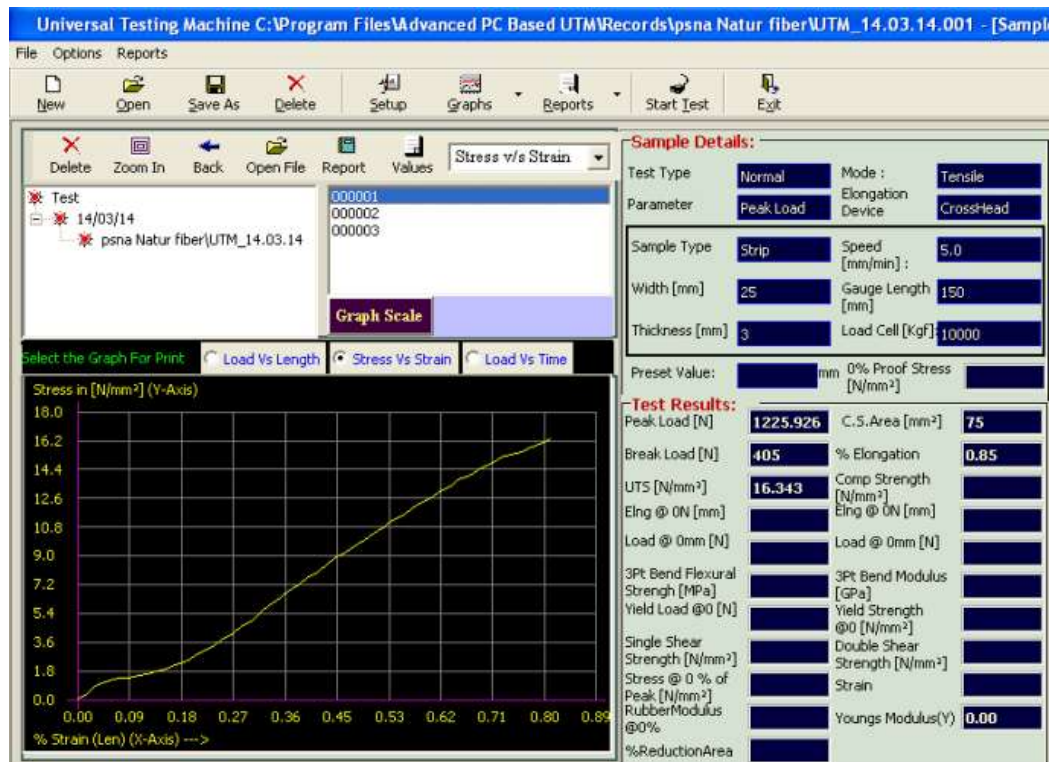 Universal Testing Machine C:\Program Files\Advanced PC Based UTM\Records\psna Natur fiber\UTM_14.03.14.001 - [Sampl
File Options Reports
New Open Save As Delete Setup Graphs Reports Start Test Exit
Delete Zoom In Back Open File Report Values Stress v/s Strain
Test
14/03/14
psna Natur fiber\UTM_14.03.14
000001
000002
000003
Graph Scale
Select the Graph For Print Load Vs Length Stress Vs Strain Load Vs Time
Stress in [N/mm²] (Y-Axis)
18.0
16.2
14.4
12.6
10.8
9.0
7.2
5.4
3.6
1.8
0.0
0.00 0.09 0.18 0.27 0.36 0.45 0.53 0.62 0.71 0.80 0.89
% Strain (Len) (X-Axis) --->
Sample Details:
Test Type Normal Mode : Tensile
Parameter Peak Load Elongation Device CrossHead
Sample Type Strip Speed [mm/min] : 5.0
Width [mm] 25 Gauge Length [mm] 150
Thickness [mm] 3 Load Cell [Kgf]: 10000
Preset Value: mm 0% Proof Stress [N/mm²]
Test Results:
Peak Load [N] 1225.926 C.S.Area [mm²] 75
Break Load [N] 405 % Elongation 0.85
UTS [N/mm²] 16.343 Comp Strength [N/mm²]
Elng @ 0N [mm] Elng @ 0N [mm]
Load @ 0mm [N] Load @ 0mm [N]
3Pt Bend Flexural Strengh [MPa] 3Pt Bend Modulus [GPa]
Yield Load @0 [N] Yield Strength @0 [N/mm²]
Single Shear Strength [N/mm²] Double Shear Strength [N/mm²]
Stress @ 0 % of Peak [N/mm²] Strain
RubberModulus @0% Youngs Modulus(Y) 0.00
%ReductionArea